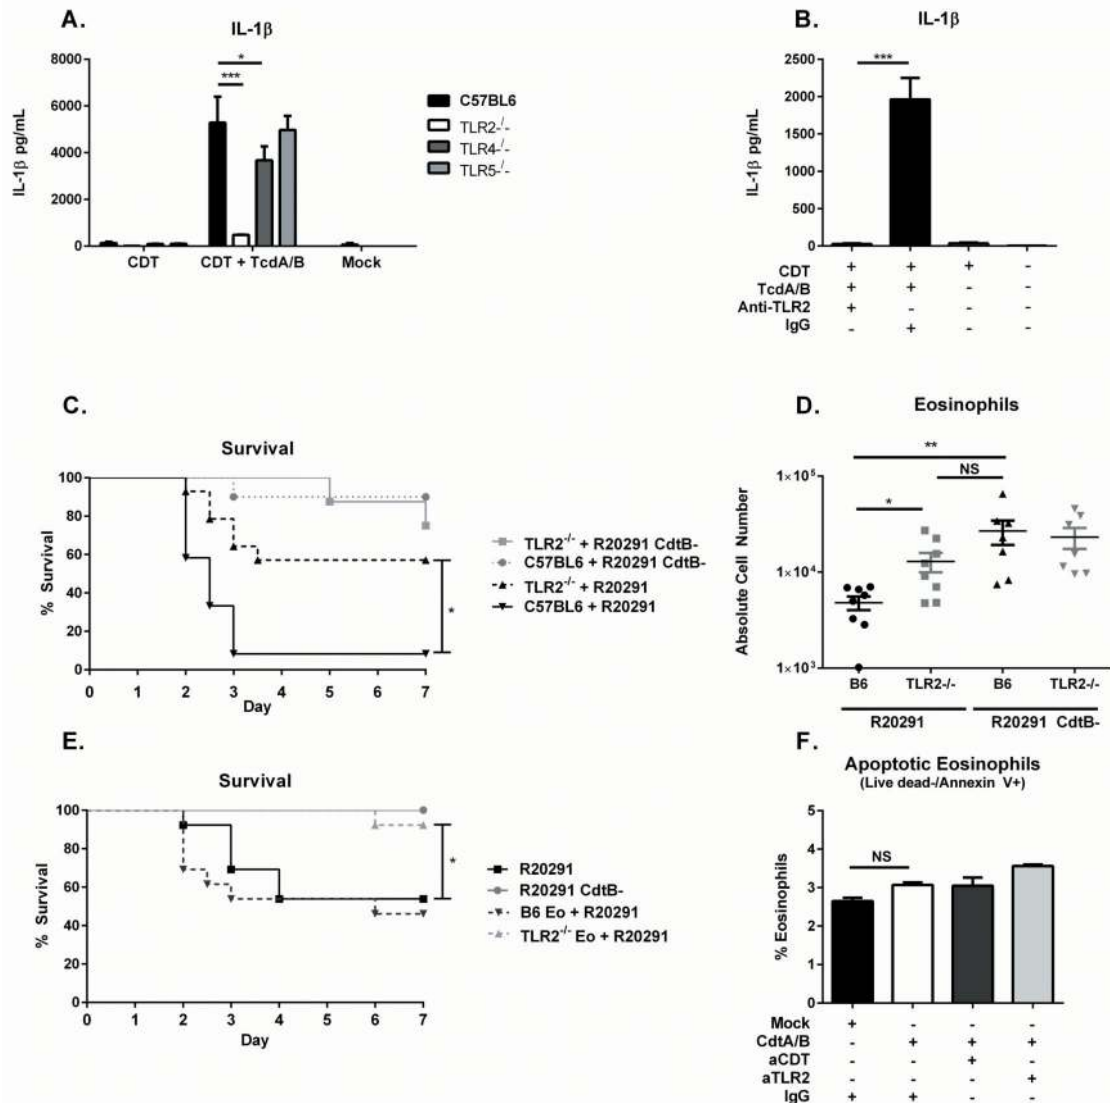 A.
IL-1β
IL-1β pg/mL
8000
6000
4000
2000
0
*
***
CDT
CDT + TcdA/B
Mock
C57BL6
TLR2-/-
TLR4-/-
TLR5-/-
B.
IL-1β
IL-1β pg/mL
2500
2000
1500
1000
500
0
***
CDT + + + -
TcdA/B + + - -
Anti-TLR2 + - - -
IgG - + - -
C.
Survival
% Survival
100
80
60
40
20
0
0 1 2 3 4 5 6 7
Day
*
TLR2-/- + R20291 CdtB-
C57BL6 + R20291 CdtB-
TLR2-/- + R20291
C57BL6 + R20291
D.
Eosinophils
Absolute Cell Number
1×10⁵
1×10⁴
1×10³
**
NS
*
B6 TLR2-/- B6 TLR2-/-
R20291 R20291 CdtB-
E.
Survival
% Survival
100
80
60
40
20
0
0 1 2 3 4 5 6 7
Day
*
R20291
R20291 CdtB-
B6 Eo + R20291
TLR2-/- Eo + R20291
F.
Apoptotic Eosinophils
(Live dead-/Annexin V+)
% Eosinophils
5
4
3
2
1
0
NS
Mock + - - -
CdtA/B - + + +
aCDT - - + -
aTLR2 - - - +
IgG + + - -